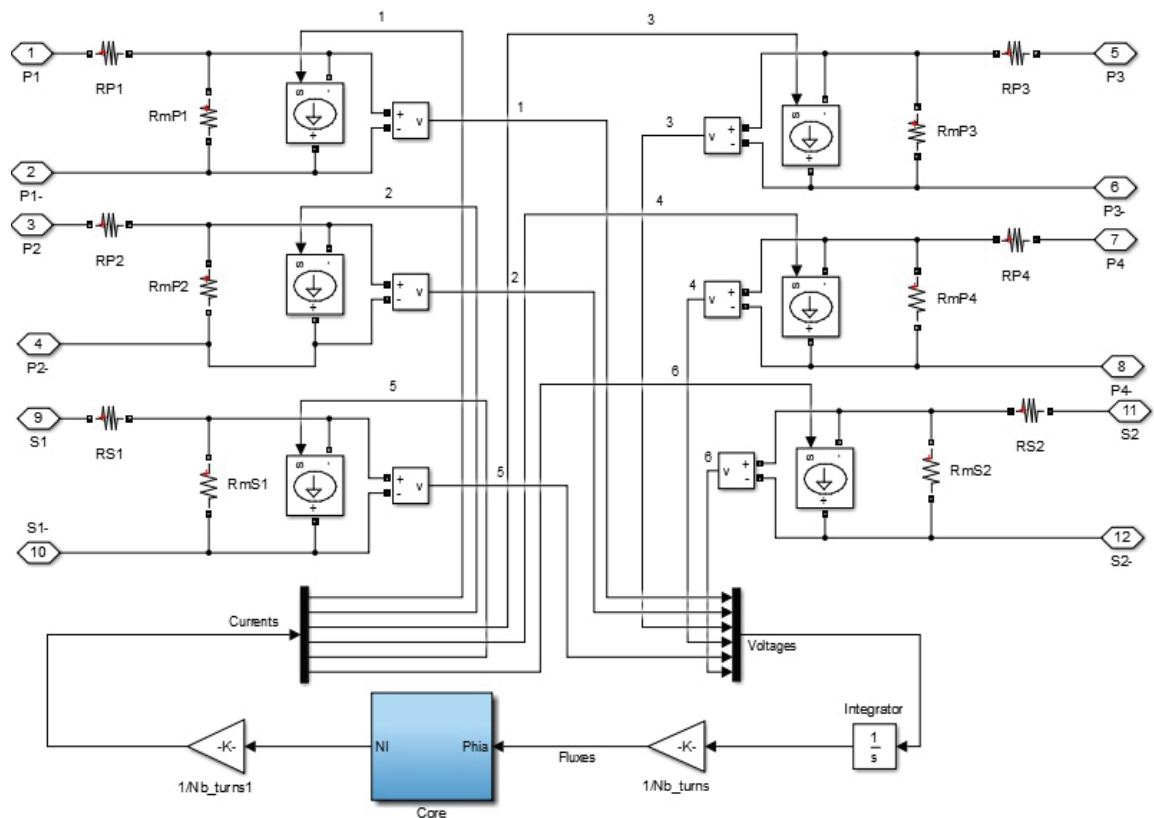 1
3
1
P1
RP1
s
-
+
RmP1
+
-
v
1
2
P1-
5
P3
RP3
s
-
+
RmP3
3
v
+
-
6
P3-
2
4
3
P2
RP2
s
-
+
RmP2
+
-
v
2
4
P2-
7
P4
RP4
s
-
+
RmP4
4
v
+
-
8
P4-
5
6
9
S1
RS1
s
-
+
RmS1
+
-
v
5
S1-
10
11
S2
RS2
s
-
+
RmS2
6
v
+
-
12
S2-
Currents
Voltages
Integrator
1
s
-K-
1/Nb_turns1
NI
Phia
Core
Fluxes
-K-
1/Nb_turns